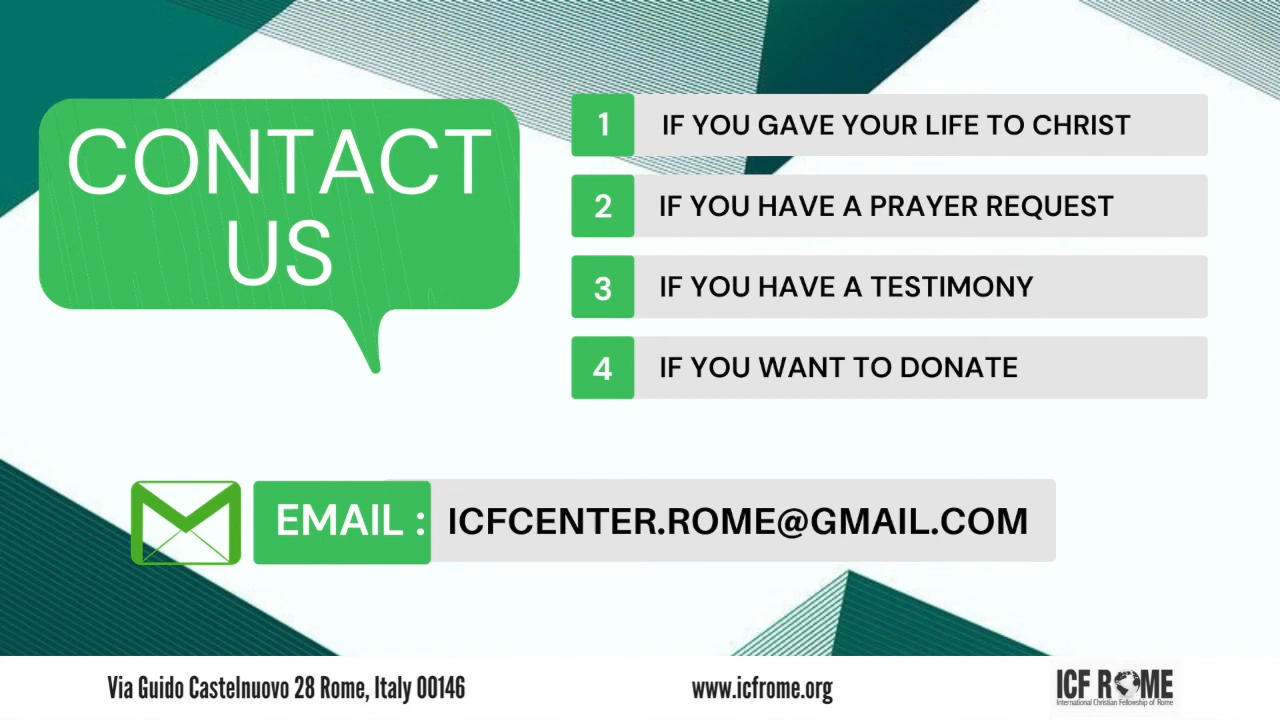 CONTACT
US
1 IF YOU GAVE YOUR LIFE TO CHRIST
2 IF YOU HAVE A PRAYER REQUEST
3 IF YOU HAVE A TESTIMONY
4 IF YOU WANT TO DONATE
EMAIL : ICFCENTER.ROME@GMAIL.COM
Via Guido Castelnuovo 28 Rome, Italy 00146
www.icfrome.org
ICF ROME
International Christian Fellowship of Rome